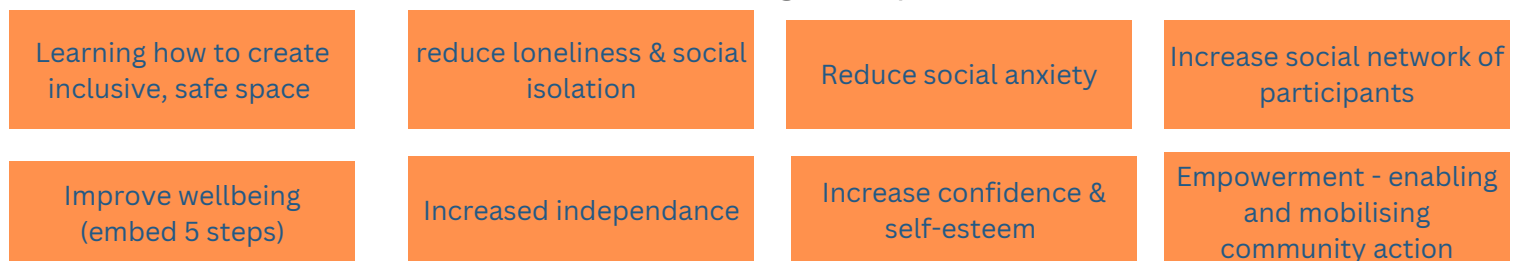 Learning how to create
inclusive, safe space
reduce loneliness & social
isolation
Reduce social anxiety
Increase social network of
participants
Improve wellbeing
(embed 5 steps)
Increased independance
Increase confidence &
self-esteem
Empowerment - enabling
and mobilising
community action